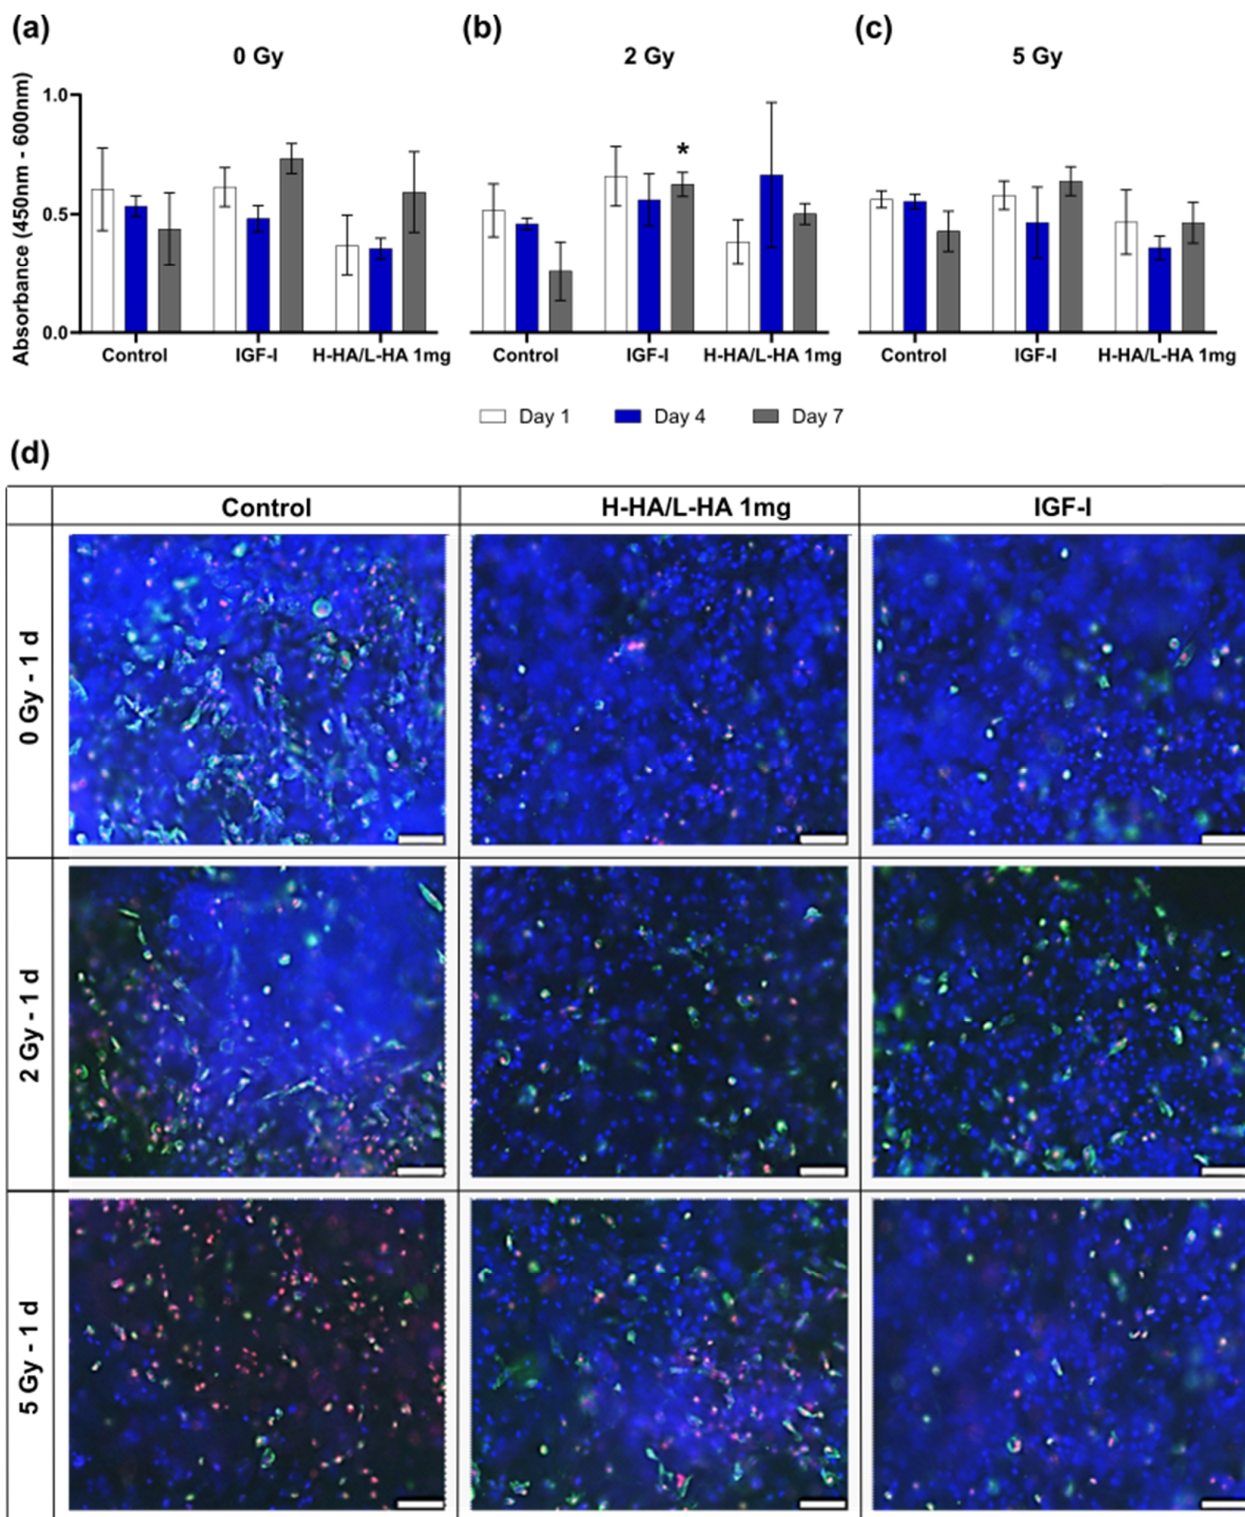 (a) (b) (c)
0 Gy 2 Gy 5 Gy
Absorbance (450nm - 600nm)
1.0
0.5
*
0.0
Control IGF-I H-HA/L-HA 1mg Control IGF-I H-HA/L-HA 1mg Control IGF-I H-HA/L-HA 1mg
Day 1 Day 4 Day 7
(d)
Control H-HA/L-HA 1mg IGF-I
0 Gy - 1 d
2 Gy - 1 d
5 Gy - 1 d